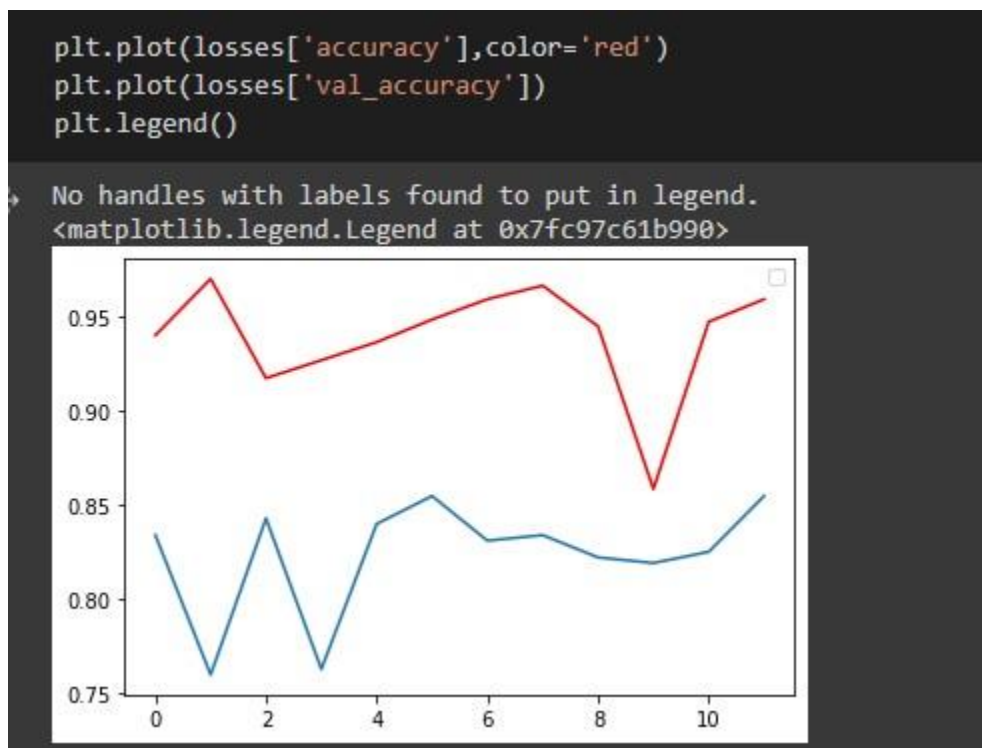 plt.plot(losses['accuracy'],color='red')
plt.plot(losses['val_accuracy'])
plt.legend()
No handles with labels found to put in legend.
<matplotlib.legend.Legend at 0x7fc97c61b990>
0.95
0.90
0.85
0.80
0.75
0 2 4 6 8 10